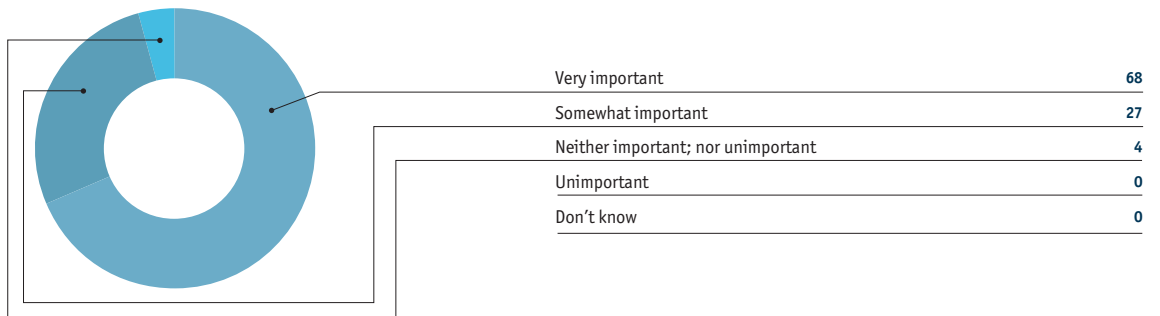 Very important 68
Somewhat important 27
Neither important; nor unimportant 4
Unimportant 0
Don't know 0